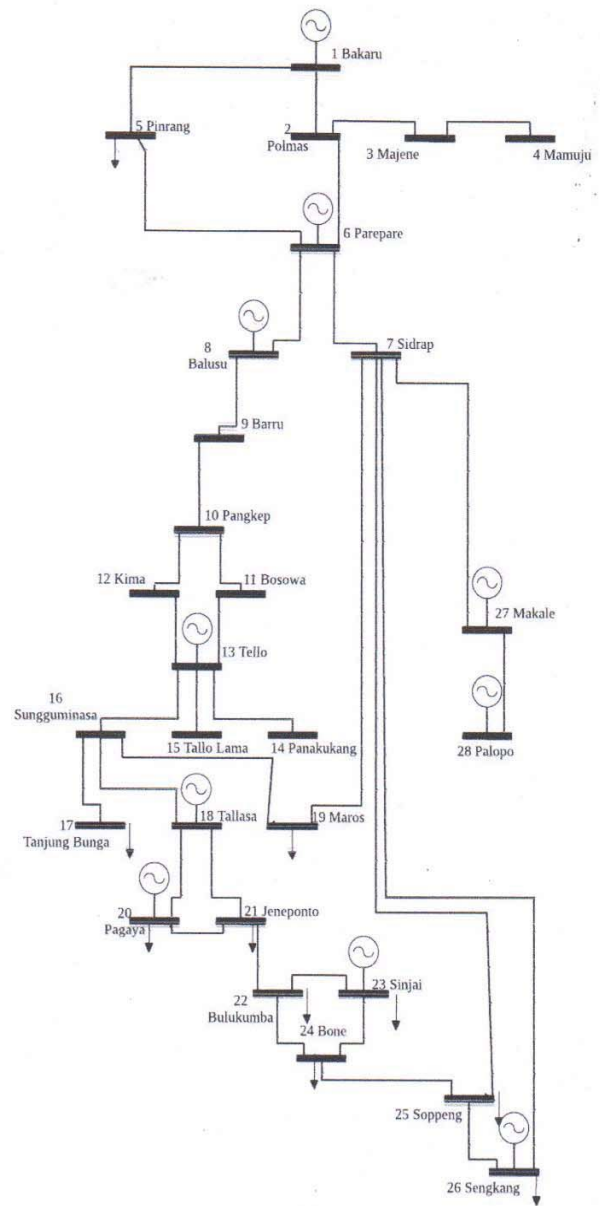 1 Bakaru
5 Pinrang
2
Polmas
3 Majene
4 Mamuju
6 Parepare
8
Balusu
7 Sidrap
9 Barru
10 Pangkep
12 Kima
11 Bosowa
27 Makale
13 Tello
16
Sungguminasa
15 Tallo Lama
14 Panakukang
28 Palopo
17
Tanjung Bunga
18 Tallasa
19 Maros
20
Pagaya
21 Jeneponto
22
Bulukumba
23 Sinjai
24 Bone
25 Soppeng
26 Sengkang